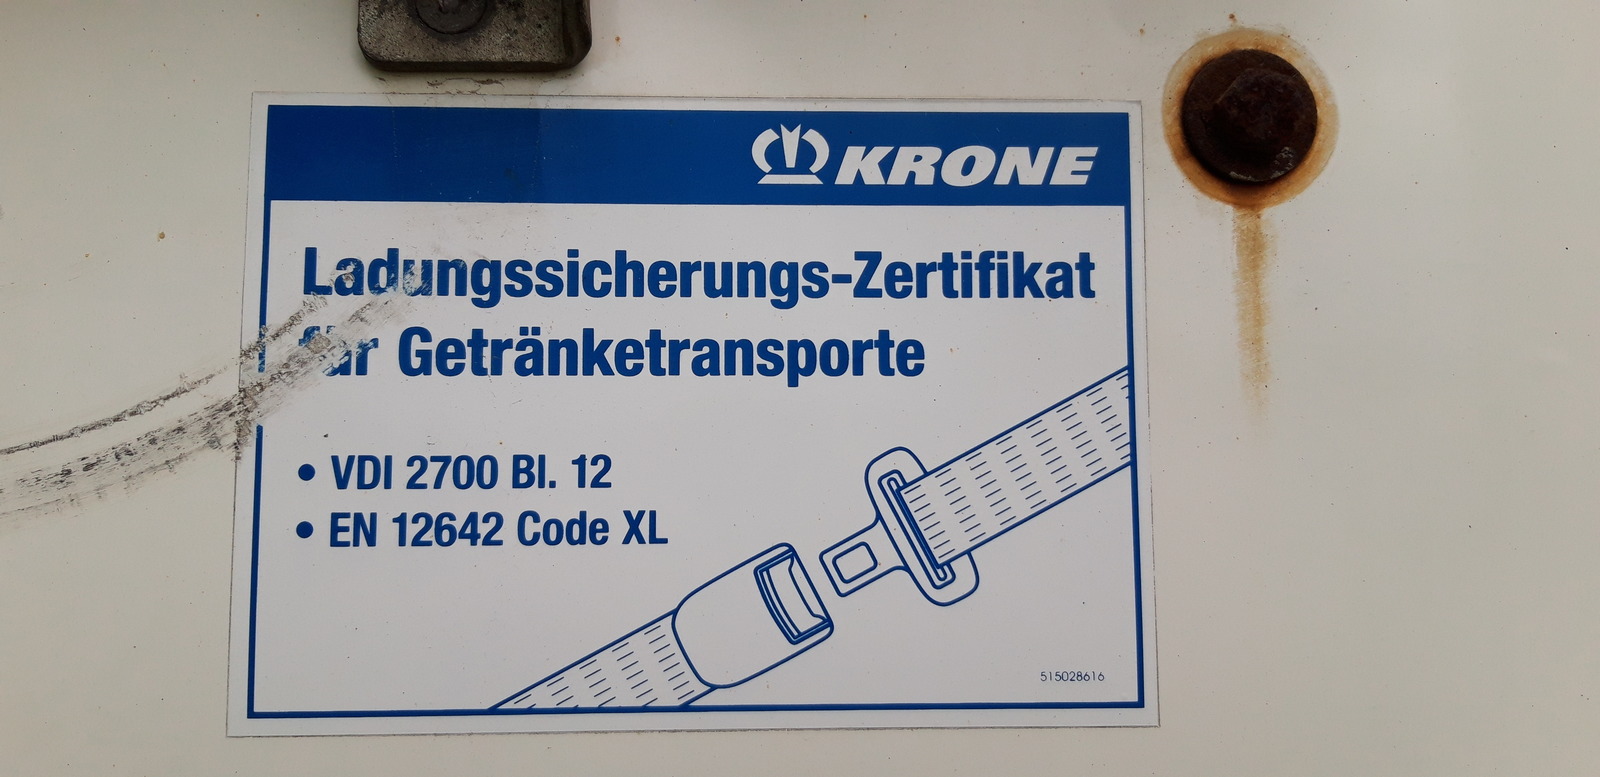 KRONE
Ladungssicherungs-Zertifikat
für Getränketransporte
• VDI 2700 Bl. 12
• EN 12642 Code XL
515028616